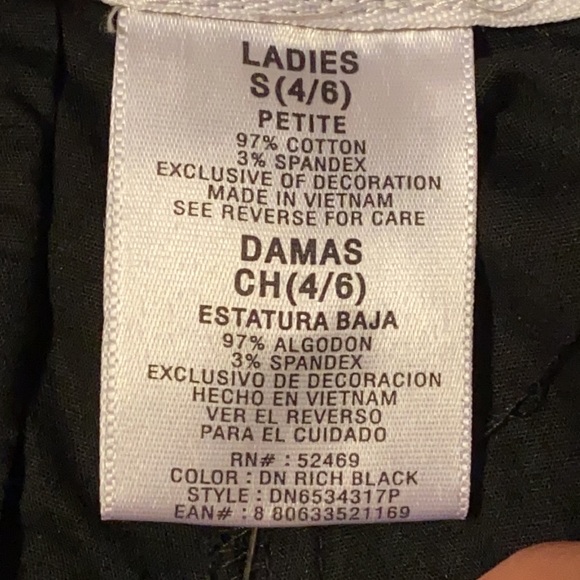 LADIES
S(4/6)
PETITE
97% COTTON
3% SPANDEX
EXCLUSIVE OF DECORATION
MADE IN VIETNAM
SEE REVERSE FOR CARE
DAMAS
CH(4/6)
ESTATURA BAJA
97% ALGODON
3% SPANDEX
EXCLUSIVO DE DECORACION
HECHO EN VIETNAM
VER EL REVERSO
PARA EL CUIDADO
RN# : 52469
COLOR : DN RICH BLACK
STYLE : DN6534317P
EAN# : 8 80633521169